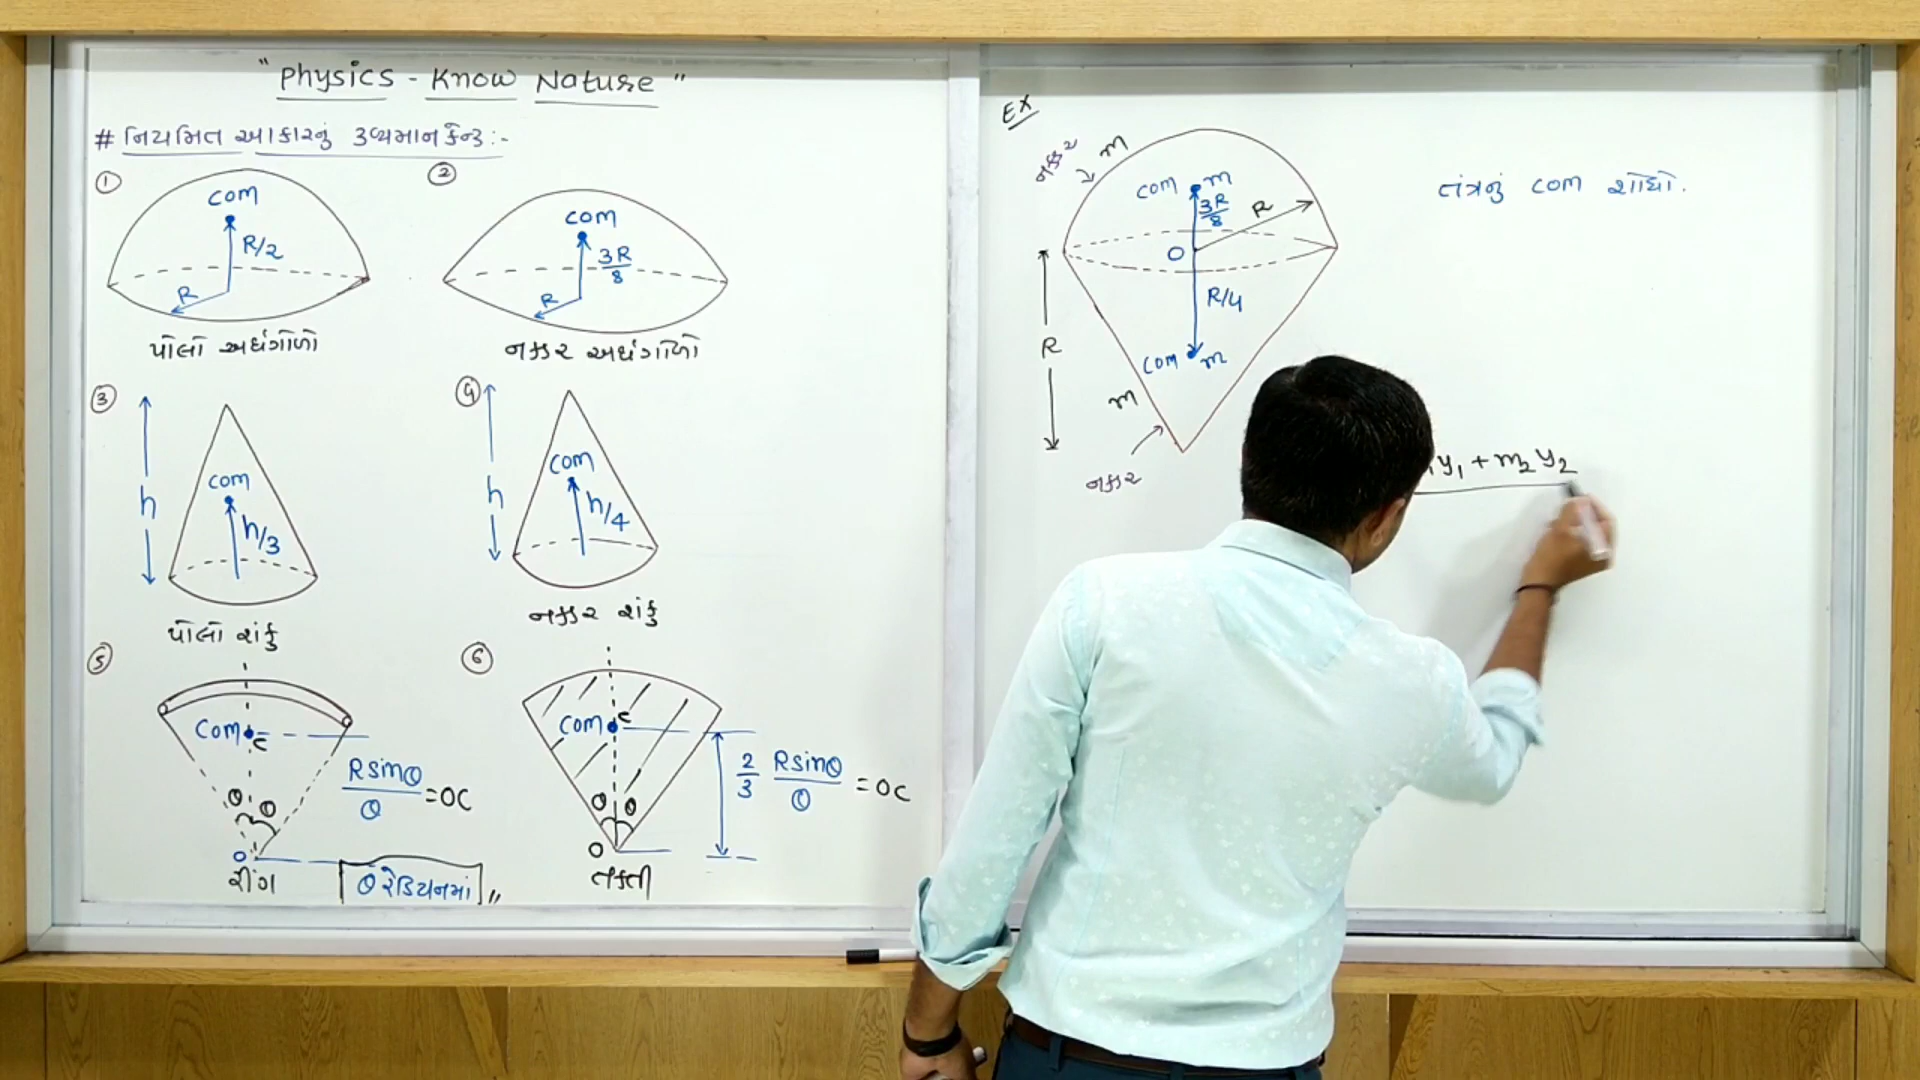 "Physics - Know Nature"
# નિયમિત આકારનું દ્રવ્યમાન કેન્દ્ર :-
①
com
R/2
R
પોલો અર્ધગોળો
②
com
3R/8
R
નક્કર અર્ધગોળો
③
h
com
h/3
પોલો શંકુ
④
h
com
h/4
નક્કર શંકુ
⑤
com
c
Rsinθ/θ = OC
θ θ
O
રીંગ
θ રેડિયનમાં "
⑥
com
c
2/3 Rsinθ/θ = OC
θ θ
O
તક્તી
Ex
નક્કર
m
com m
3R/8
R
O
R
R/4
com m
m
નક્કર
તંત્રનું com શોધો.
y₁ + m₂y₂